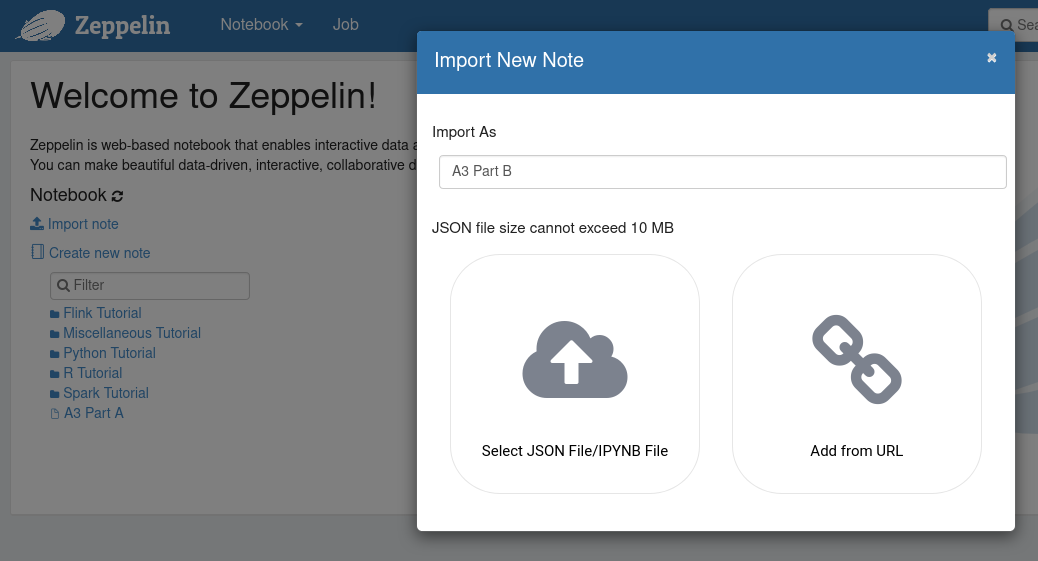 Zeppelin
Notebook
Job
Sea
Welcome to Zeppelin!
Zeppelin is web-based notebook that enables interactive data a
You can make beautiful data-driven, interactive, collaborative d
Notebook
Import note
Create new note
Filter
Flink Tutorial
Miscellaneous Tutorial
Python Tutorial
R Tutorial
Spark Tutorial
A3 Part A
Import New Note
Import As
A3 Part B
JSON file size cannot exceed 10 MB
Select JSON File/IPYNB File
Add from URL